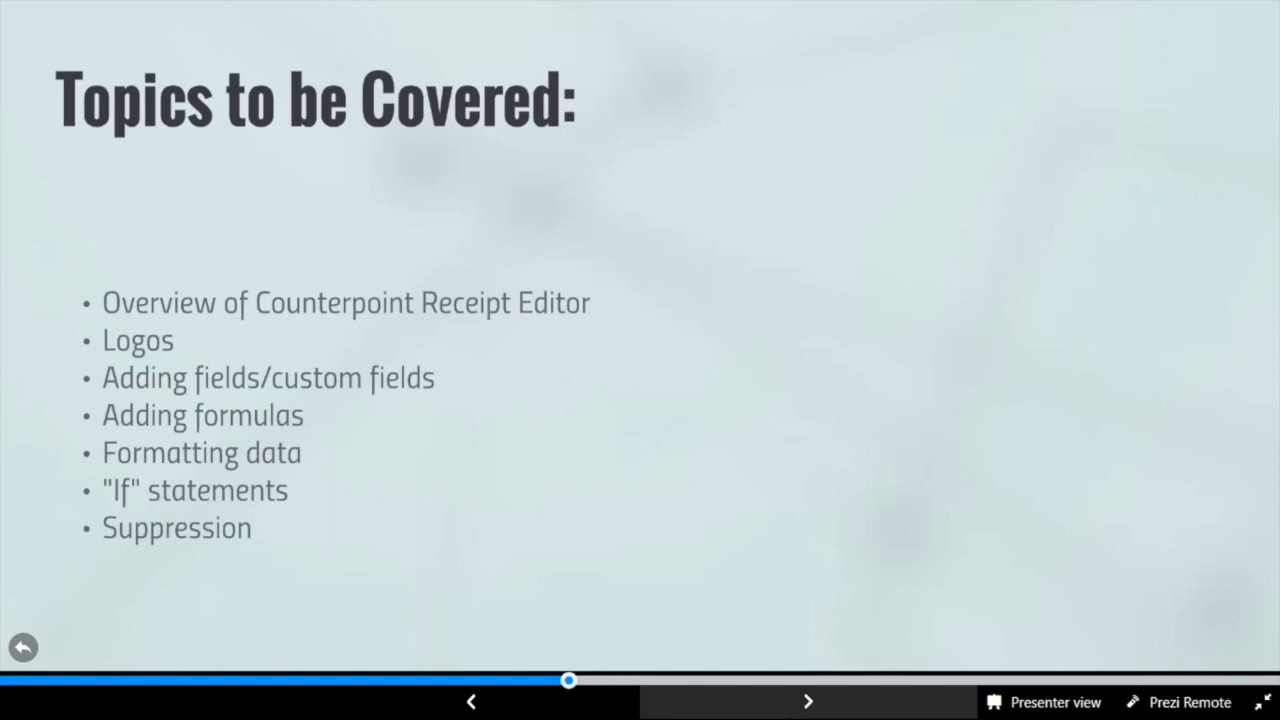 Topics to be Covered:
• Overview of Counterpoint Receipt Editor
• Logos
• Adding fields/custom fields
• Adding formulas
• Formatting data
• "If" statements
• Suppression
Presenter view Prezi Remote